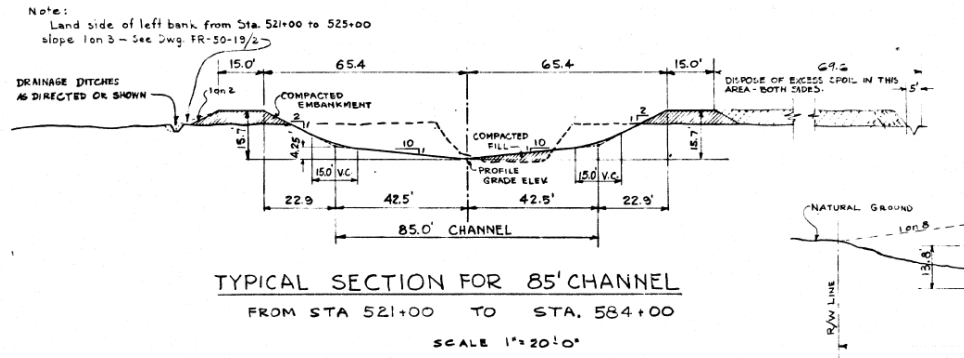 Note:
Land side of left bank from Sta. 521+00 to 525+00
slope 1 on 3 - See Dwg. FR-50-19/2
15.0' 65.4 65.4 15.0' 69.6
DRAINAGE DITCHES
AS DIRECTED OR SHOWN
1 on 2
COMPACTED
EMBANKMENT
DISPOSE OF EXCESS SPOIL IN THIS
AREA - BOTH SIDES.
5'
2
1
2
1
15.7'
4.25'
10
1
COMPACTED
FILL
1
10
15.7'
15.0' V.C.
PROFILE
GRADE ELEV.
15.0' V.C.
22.9 42.5' 42.5' 22.9'
85.0' CHANNEL
NATURAL GROUND
1 on 8
13.8'
R/W LINE
TYPICAL SECTION FOR 85' CHANNEL
FROM STA 521+00 TO STA. 584+00
SCALE 1"=20'-0"